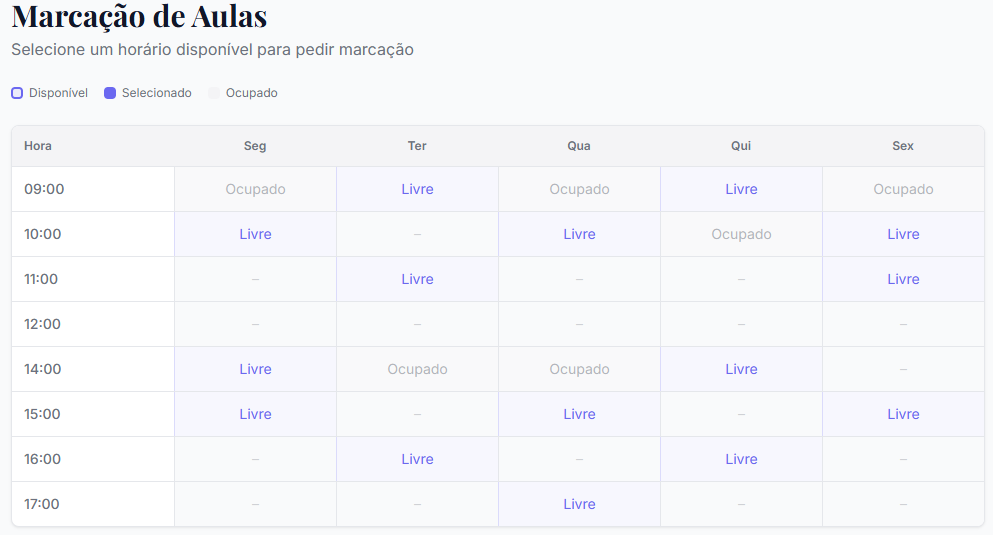 Marcação de Aulas
Selecione um horário disponível para pedir marcação
Disponível Selecionado Ocupado
Hora Seg Ter Qua Qui Sex
09:00 Ocupado Livre Ocupado Livre Ocupado
10:00 Livre – Livre Ocupado Livre
11:00 – Livre – – Livre
12:00 – – – – –
14:00 Livre Ocupado Ocupado Livre –
15:00 Livre – Livre – Livre
16:00 – Livre – Livre –
17:00 – – Livre – –